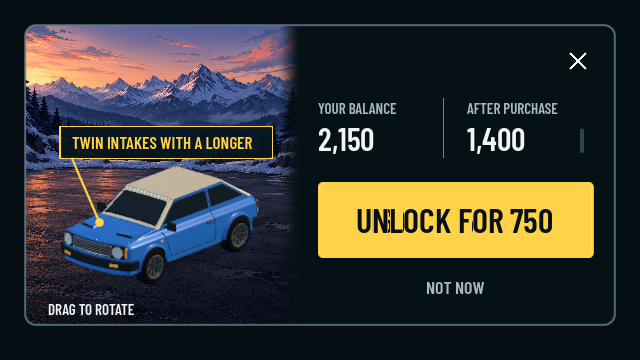 TWIN INTAKES WITH A LONGER
DRAG TO ROTATE
YOUR BALANCE
2,150
AFTER PURCHASE
1,400
UNLOCK FOR 750
NOT NOW